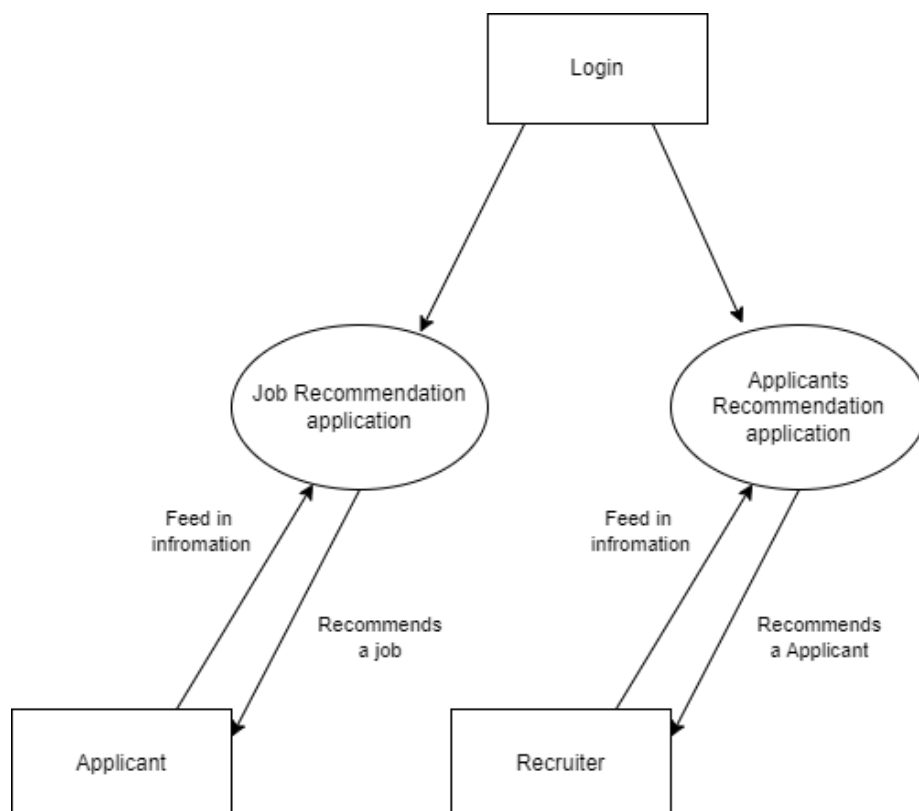 Login
Job Recommendation
application
Applicants
Recommendation
application
Feed in
infromation
Recommends
a job
Feed in
infromation
Recommends
a Applicant
Applicant
Recruiter